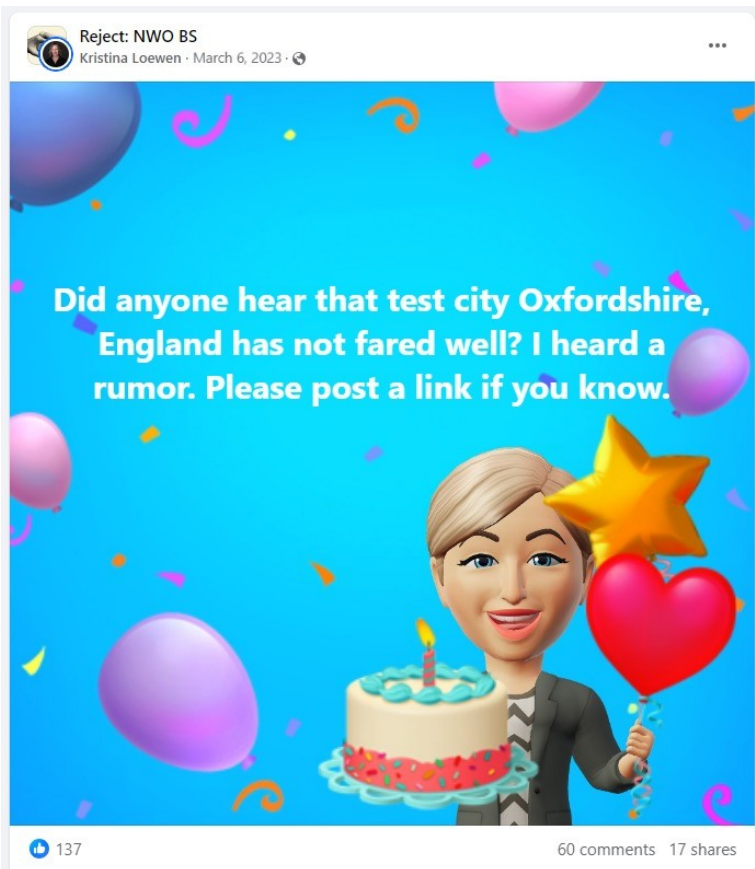 Reject: NWO BS
Kristina Loewen · March 6, 2023 ·
Did anyone hear that test city Oxfordshire,
England has not fared well? I heard a
rumor. Please post a link if you know.
137
60 comments 17 shares